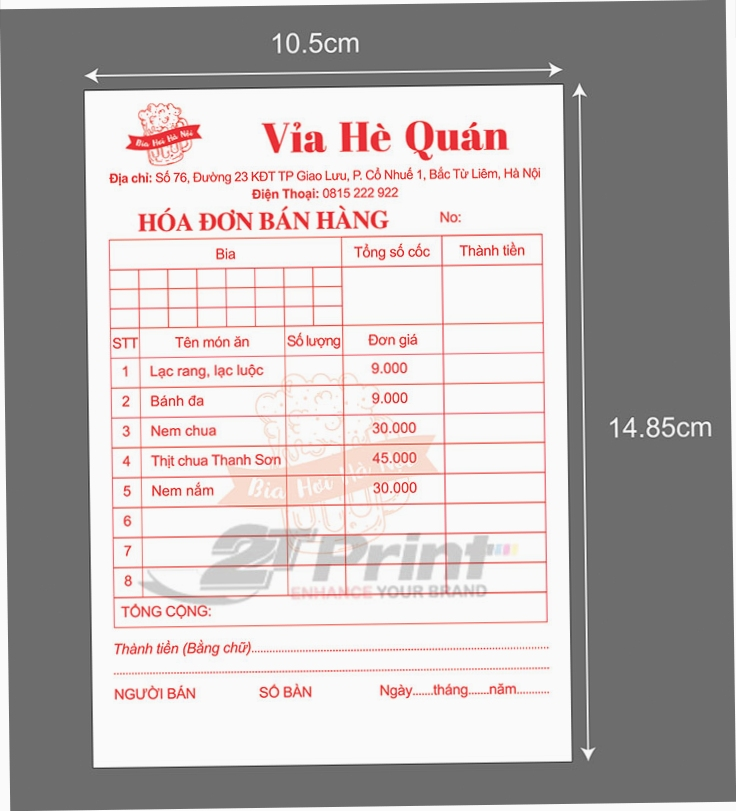 10.5cm
Bia Hơi Hà Nội
Vỉa Hè Quán
Địa chỉ: Số 76, Đường 23 KĐT TP Giao Lưu, P. Cổ Nhuế 1, Bắc Từ Liêm, Hà Nội
Điện Thoại: 0815 222 922
HÓA ĐƠN BÁN HÀNG No:
Bia Tổng số cốc Thành tiền
STT Tên món ăn Số lượng Đơn giá
1 Lạc rang, lạc luộc 9.000
2 Bánh đa 9.000
3 Nem chua 30.000
14.85cm
4 Thịt chua Thanh Sơn 45.000
Bia Hơi Hà Nội
5 Nem nắm 30.000
6
7
2T Print
8
ENHANCE YOUR BRAND
TỔNG CỘNG:
Thành tiền (Bằng chữ)..........
NGƯỜI BÁN SỐ BÀN Ngày.......tháng.......năm...........